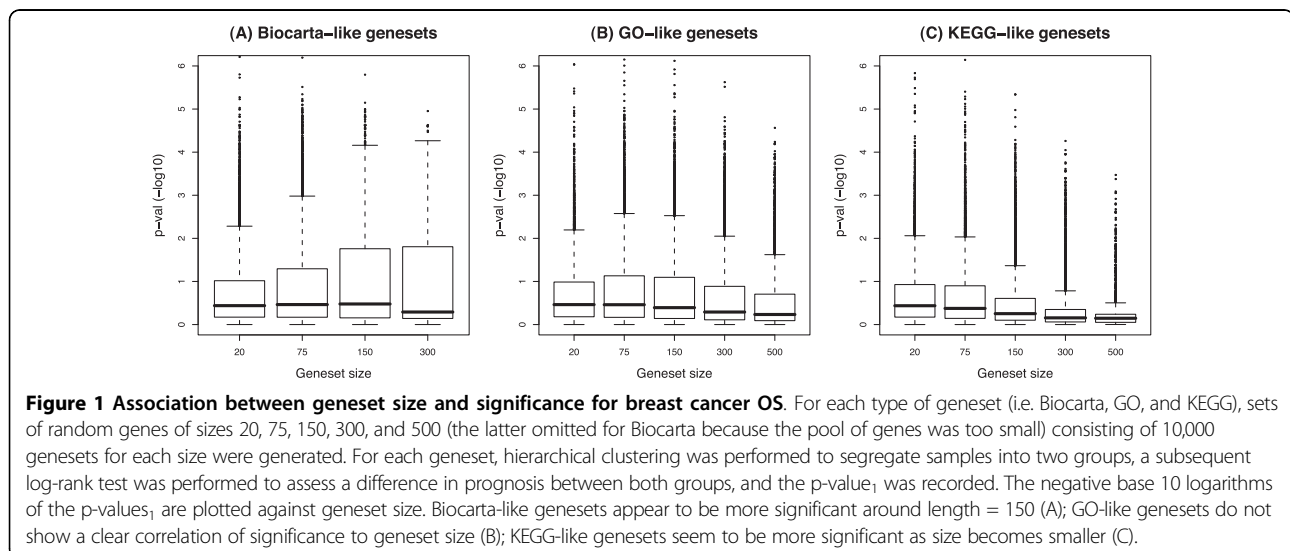 (A) Biocarta–like genesets
(B) GO–like genesets
(C) KEGG–like genesets
p-val (−log10)
0
1
2
3
4
5
6
20
75
150
300
Geneset size
p-val (−log10)
0
1
2
3
4
5
6
20
75
150
300
500
Geneset size
p-val (−log10)
0
1
2
3
4
5
6
20
75
150
300
500
Geneset size
Figure 1 Association between geneset size and significance for breast cancer OS. For each type of geneset (i.e. Biocarta, GO, and KEGG), sets
of random genes of sizes 20, 75, 150, 300, and 500 (the latter omitted for Biocarta because the pool of genes was too small) consisting of 10,000
genesets for each size were generated. For each geneset, hierarchical clustering was performed to segregate samples into two groups, a subsequent
log-rank test was performed to assess a difference in prognosis between both groups, and the p-value₁ was recorded. The negative base 10 logarithms
of the p-values₁ are plotted against geneset size. Biocarta-like genesets appear to be more significant around length = 150 (A); GO-like genesets do not
show a clear correlation of significance to geneset size (B); KEGG-like genesets seem to be more significant as size becomes smaller (C).